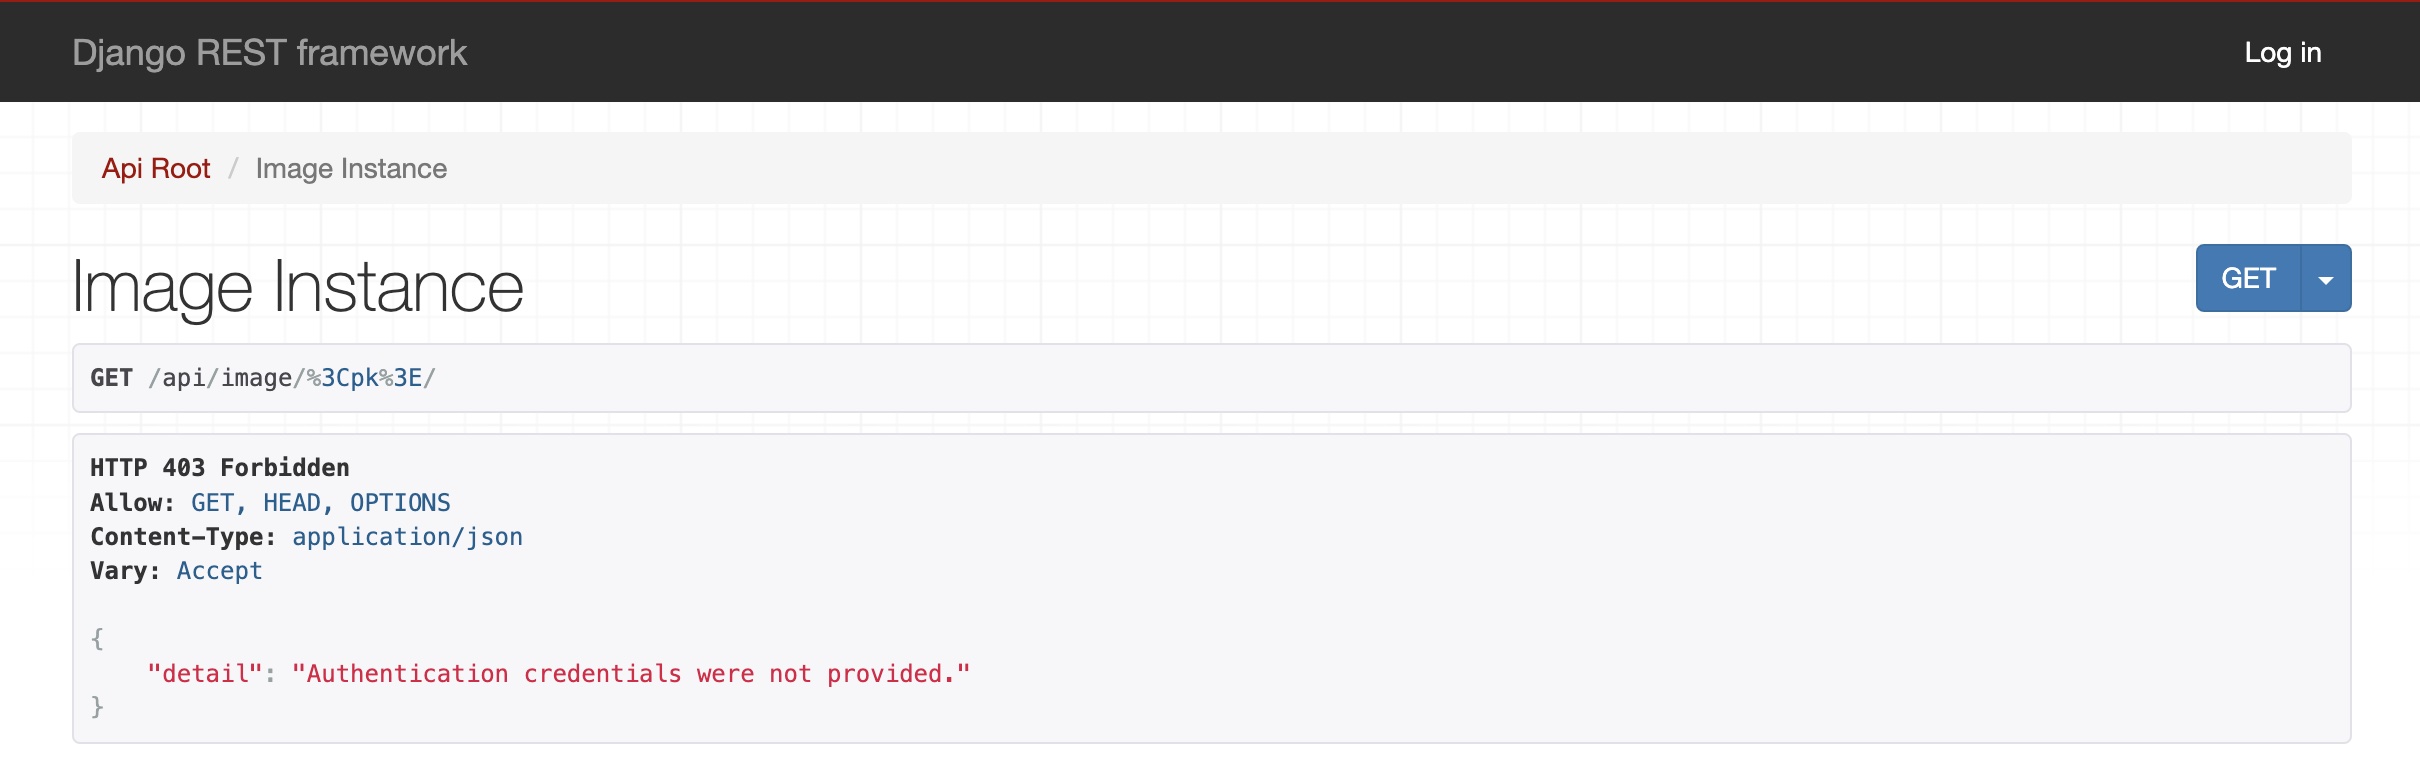 Django REST framework
Log in
Api Root / Image Instance
Image Instance
GET
GET /api/image/%3Cpk%3E/
HTTP 403 Forbidden
Allow: GET, HEAD, OPTIONS
Content-Type: application/json
Vary: Accept
{
    "detail": "Authentication credentials were not provided."
}